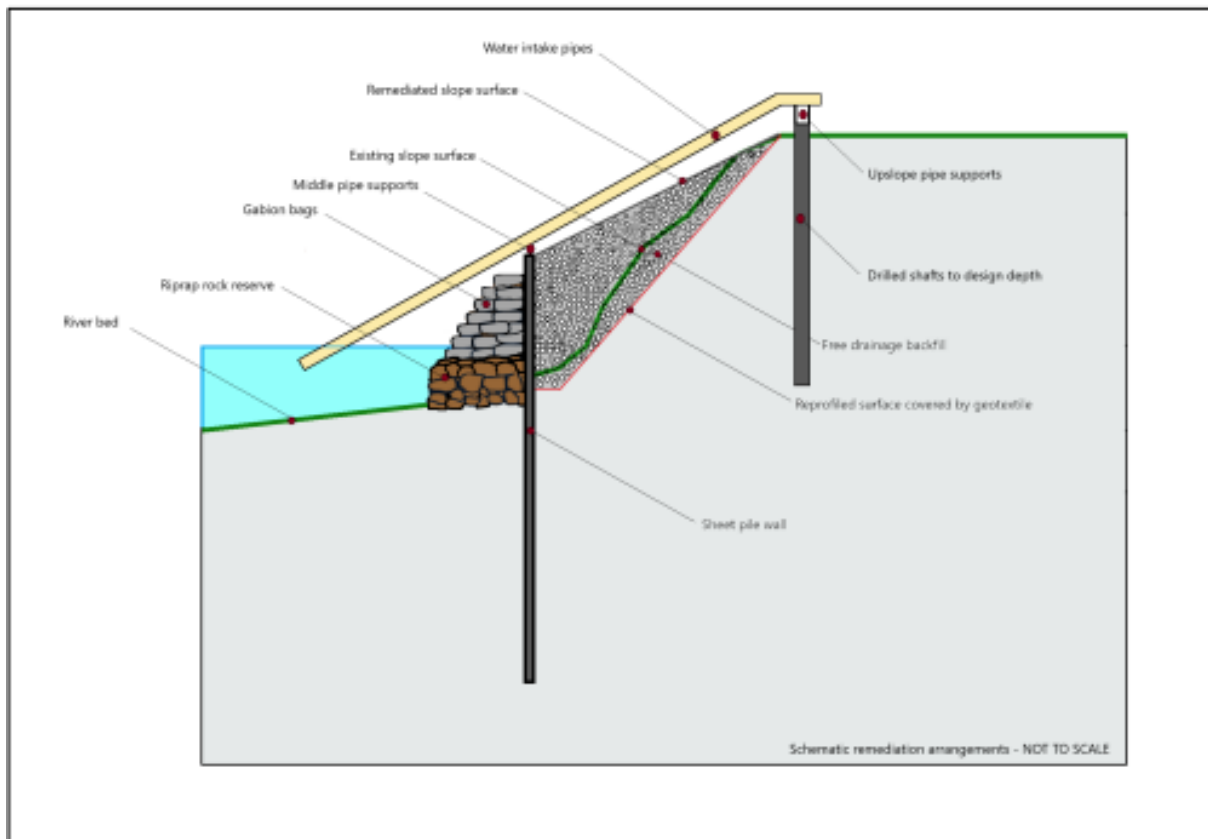 Water intake pipes
Remediated slope surface
Existing slope surface
Middle pipe supports
Gabion bags
Riprap rock reserve
River bed
Upslope pipe supports
Drilled shafts to design depth
Free drainage backfill
Reprofiled surface covered by geotextile
Sheet pile wall
Schematic remediation arrangements - NOT TO SCALE